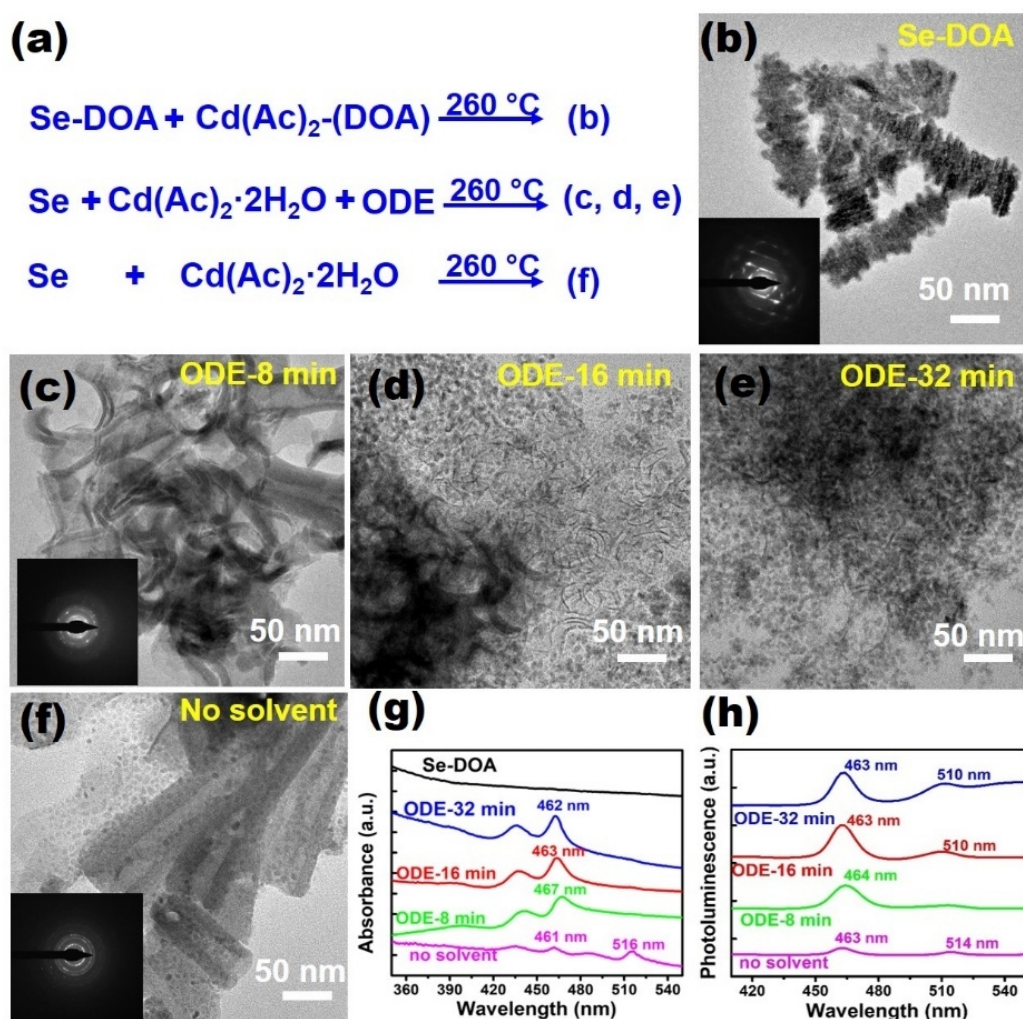 (a)
Se-DOA + Cd(Ac)₂-(DOA) 260 °C (b)
Se + Cd(Ac)₂·2H₂O + ODE 260 °C (c, d, e)
Se + Cd(Ac)₂·2H₂O 260 °C (f)
(b)
Se-DOA
50 nm
(c)
ODE-8 min
50 nm
(d)
ODE-16 min
50 nm
(e)
ODE-32 min
50 nm
(f)
No solvent
50 nm
(g)
Absorbance (a.u.)
Se-DOA
ODE-32 min
462 nm
463 nm
ODE-16 min
467 nm
ODE-8 min
461 nm
516 nm
no solvent
360 390 420 450 480 510 540
Wavelength (nm)
(h)
Photoluminescence (a.u.)
463 nm
510 nm
ODE-32 min
463 nm
510 nm
ODE-16 min
464 nm
ODE-8 min
463 nm
514 nm
no solvent
420 450 480 510 540
Wavelength (nm)